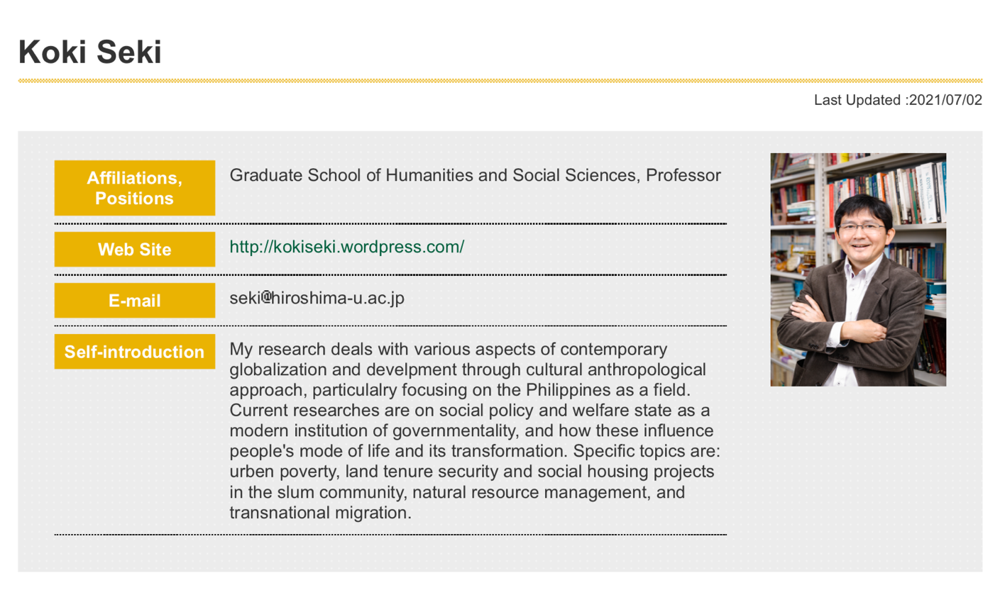 Koki Seki
Last Updated :2021/07/02
Affiliations,
Positions
Graduate School of Humanities and Social Sciences, Professor
Web Site
http://kokiseki.wordpress.com/
E-mail
seki@hiroshima-u.ac.jp
Self-introduction
My research deals with various aspects of contemporary
globalization and develpment through cultural anthropological
approach, particulalry focusing on the Philippines as a field.
Current researches are on social policy and welfare state as a
modern institution of governmentality, and how these influence
people's mode of life and its transformation. Specific topics are:
urban poverty, land tenure security and social housing projects
in the slum community, natural resource management, and
transnational migration.